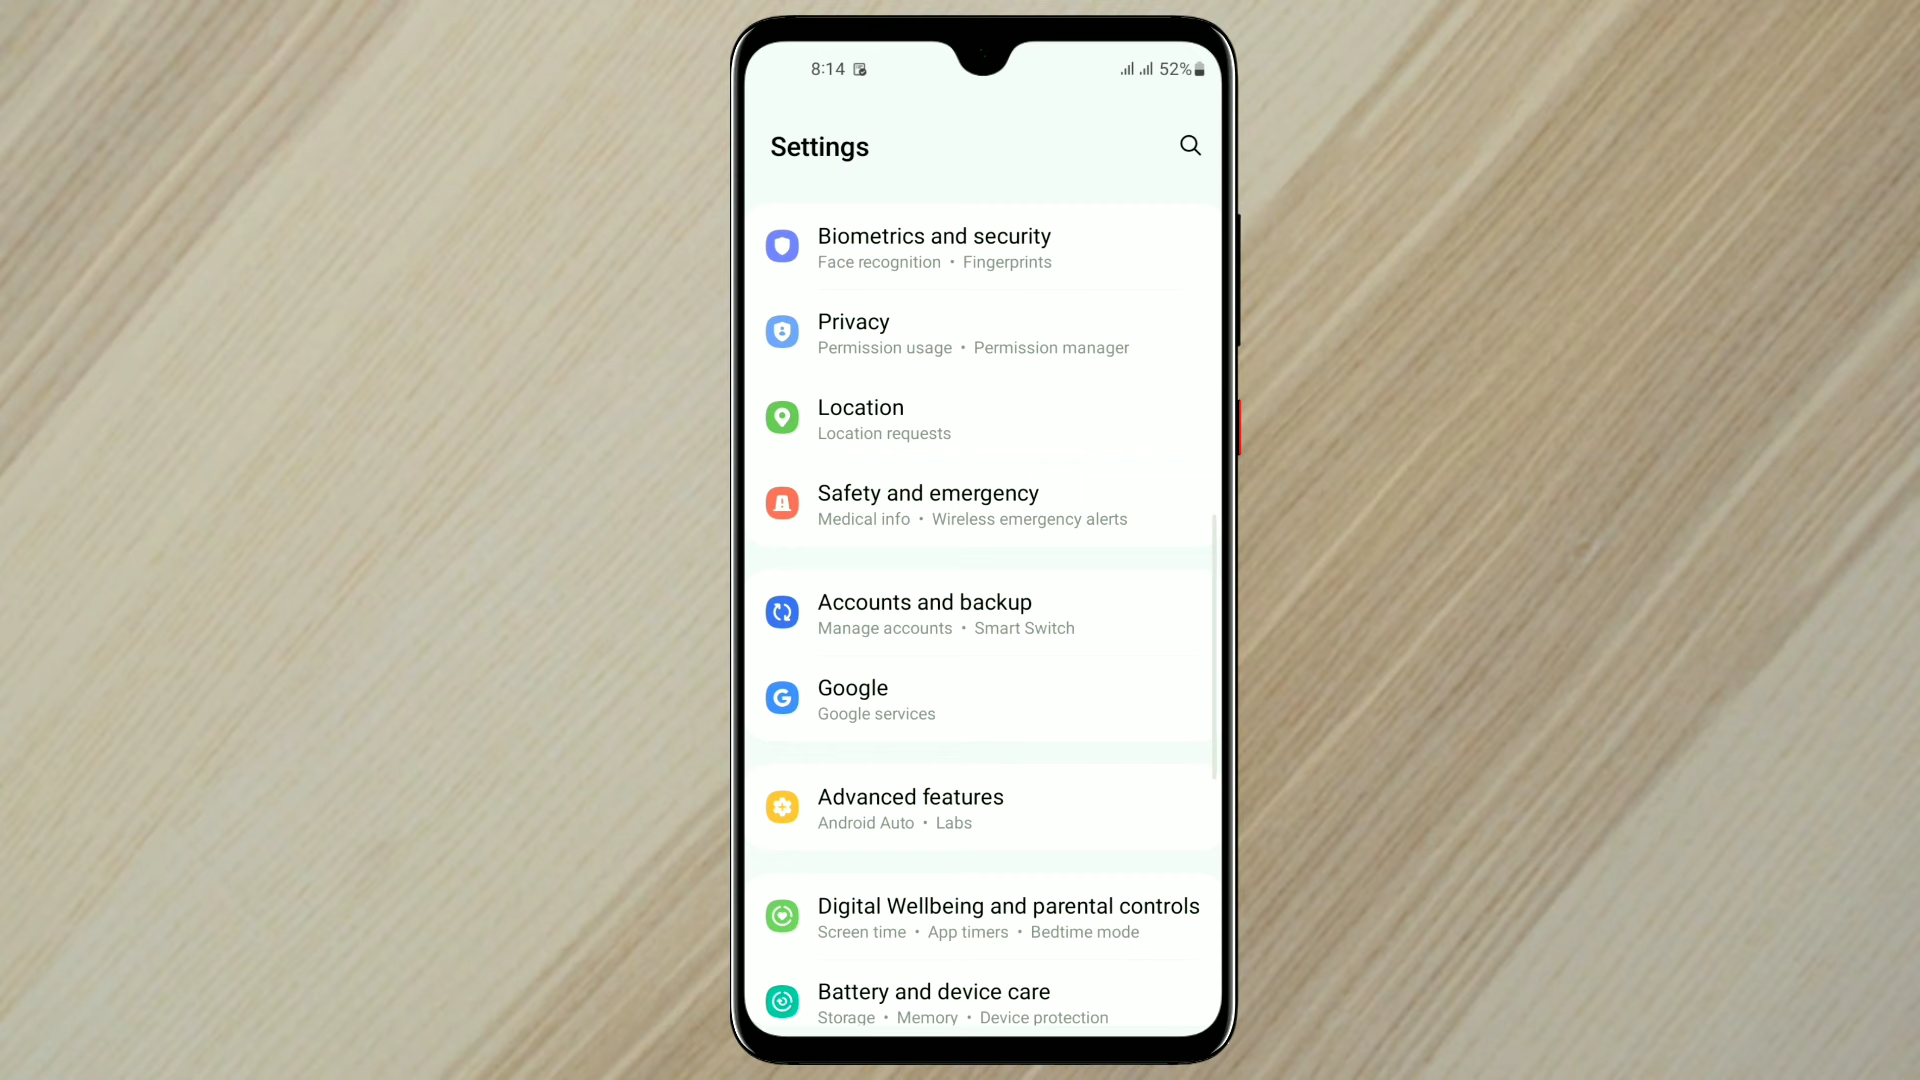 8:14 52%
Settings
Biometrics and security
Face recognition • Fingerprints
Privacy
Permission usage • Permission manager
Location
Location requests
Safety and emergency
Medical info • Wireless emergency alerts
Accounts and backup
Manage accounts • Smart Switch
Google
Google services
Advanced features
Android Auto • Labs
Digital Wellbeing and parental controls
Screen time • App timers • Bedtime mode
Battery and device care
Storage • Memory • Device protection